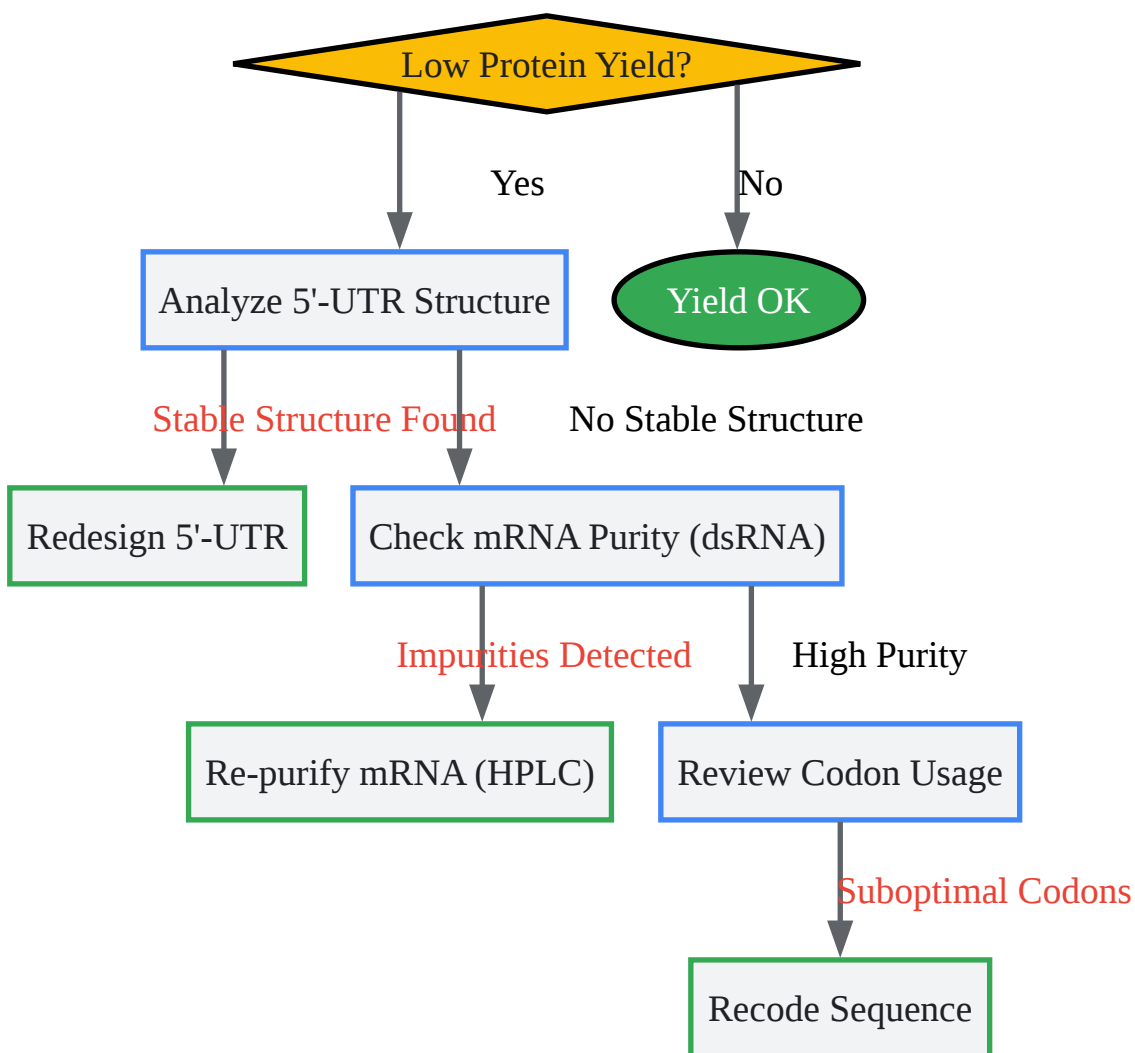 Low Protein Yield?
Yes
No
Analyze 5'-UTR Structure
Yield OK
Stable Structure Found
No Stable Structure
Redesign 5'-UTR
Check mRNA Purity (dsRNA)
Impurities Detected
High Purity
Re-purify mRNA (HPLC)
Review Codon Usage
Suboptimal Codons
Recode Sequence